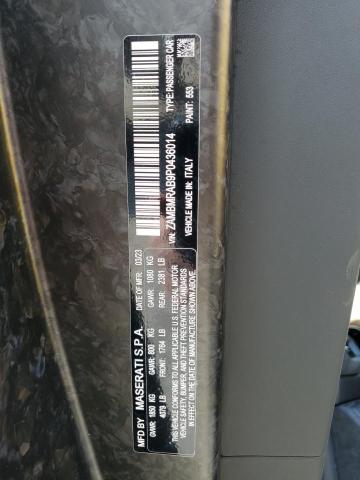 MFD BY MASERATI S.P.A. DATE OF MFR 03/23
GVWR: 1850 KG GAWR: 800 KG GAWR: 1080 KG
4079 LB FRONT: 1764 LB REAR: 2381 LB
THIS VEHICLE CONFORMS TO ALL APPLICABLE U.S. FEDERAL MOTOR
VEHICLE SAFETY, BUMPER, AND THEFT PREVENTION STANDARDS
IN EFFECT ON THE DATE OF MANUFACTURE SHOWN ABOVE.
VIN: ZAMBMRAB9P0436014 TYPE: PASSENGER CAR
VEHICLE MADE IN: ITALY PAINT: 553